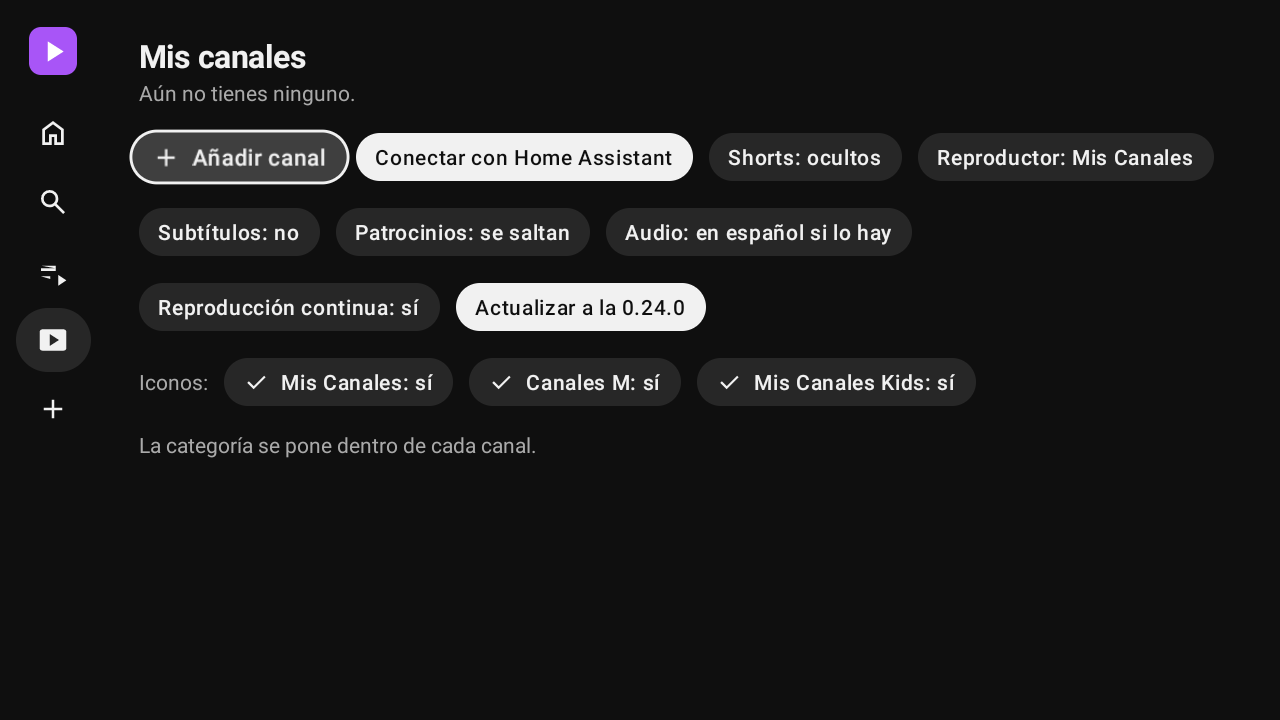 Mis canales
Aún no tienes ninguno.
Añadir canal Conectar con Home Assistant Shorts: ocultos Reproductor: Mis Canales
Subtítulos: no Patrocinios: se saltan Audio: en español si lo hay
Reproducción continua: sí Actualizar a la 0.24.0
Iconos: Mis Canales: sí Canales M: sí Mis Canales Kids: sí
La categoría se pone dentro de cada canal.